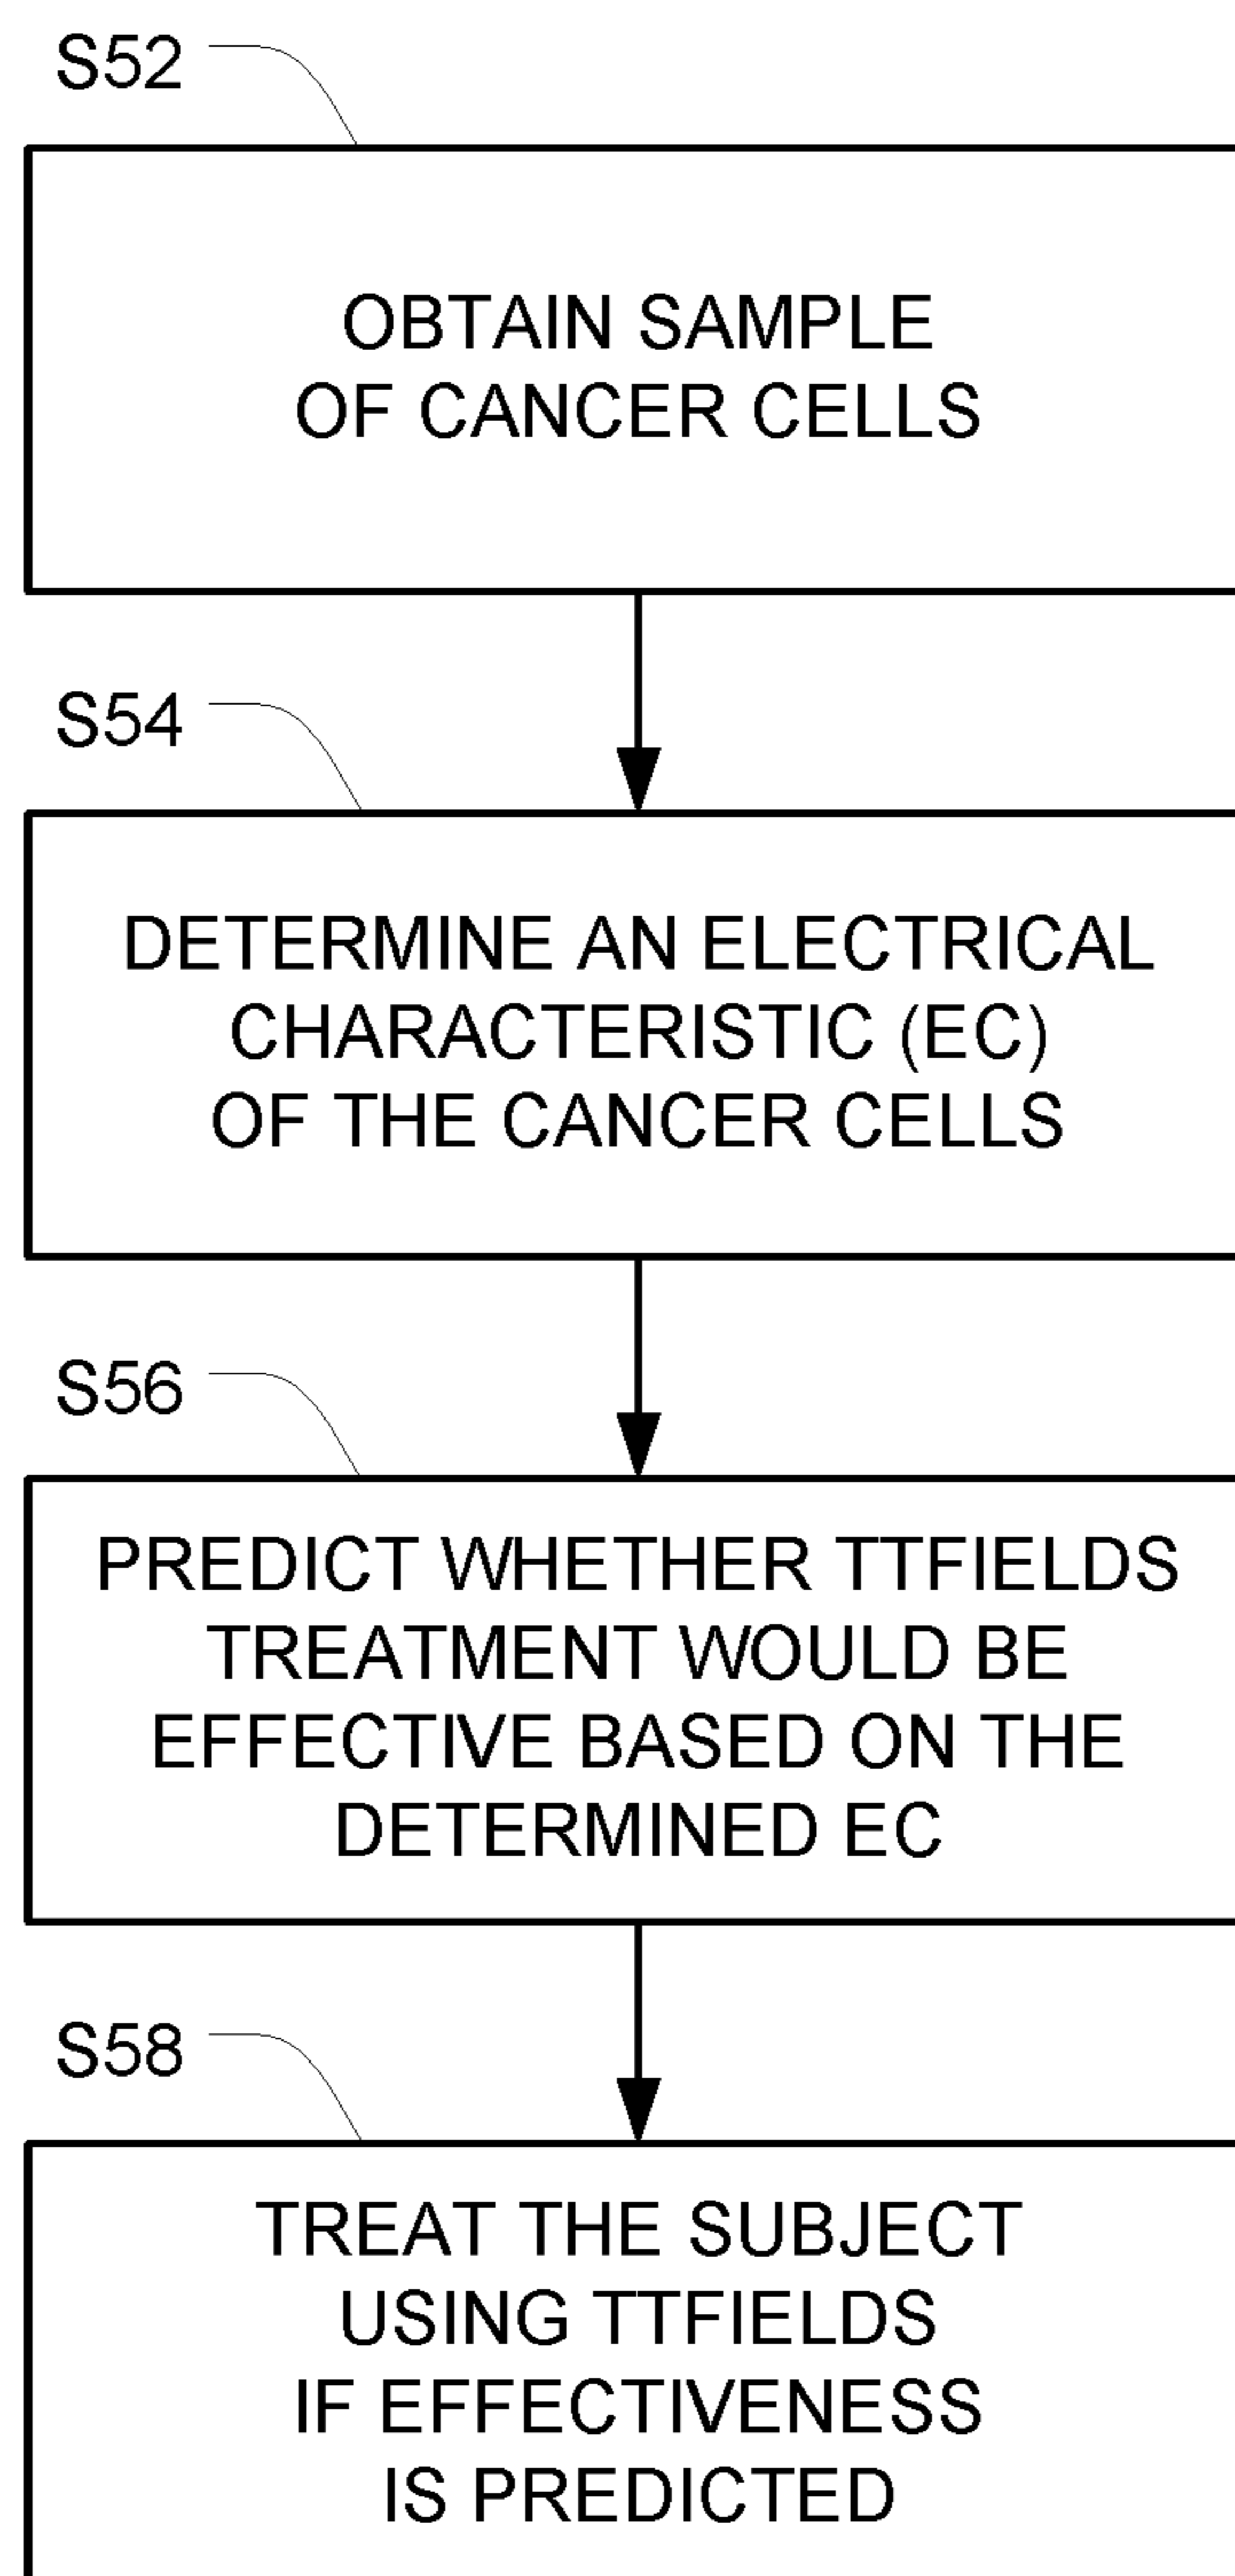 S52
OBTAIN SAMPLE
OF CANCER CELLS
S54
DETERMINE AN ELECTRICAL
CHARACTERISTIC (EC)
OF THE CANCER CELLS
S56
PREDICT WHETHER TTFIELDS
TREATMENT WOULD BE
EFFECTIVE BASED ON THE
DETERMINED EC
S58
TREAT THE SUBJECT
USING TTFIELDS
IF EFFECTIVENESS
IS PREDICTED